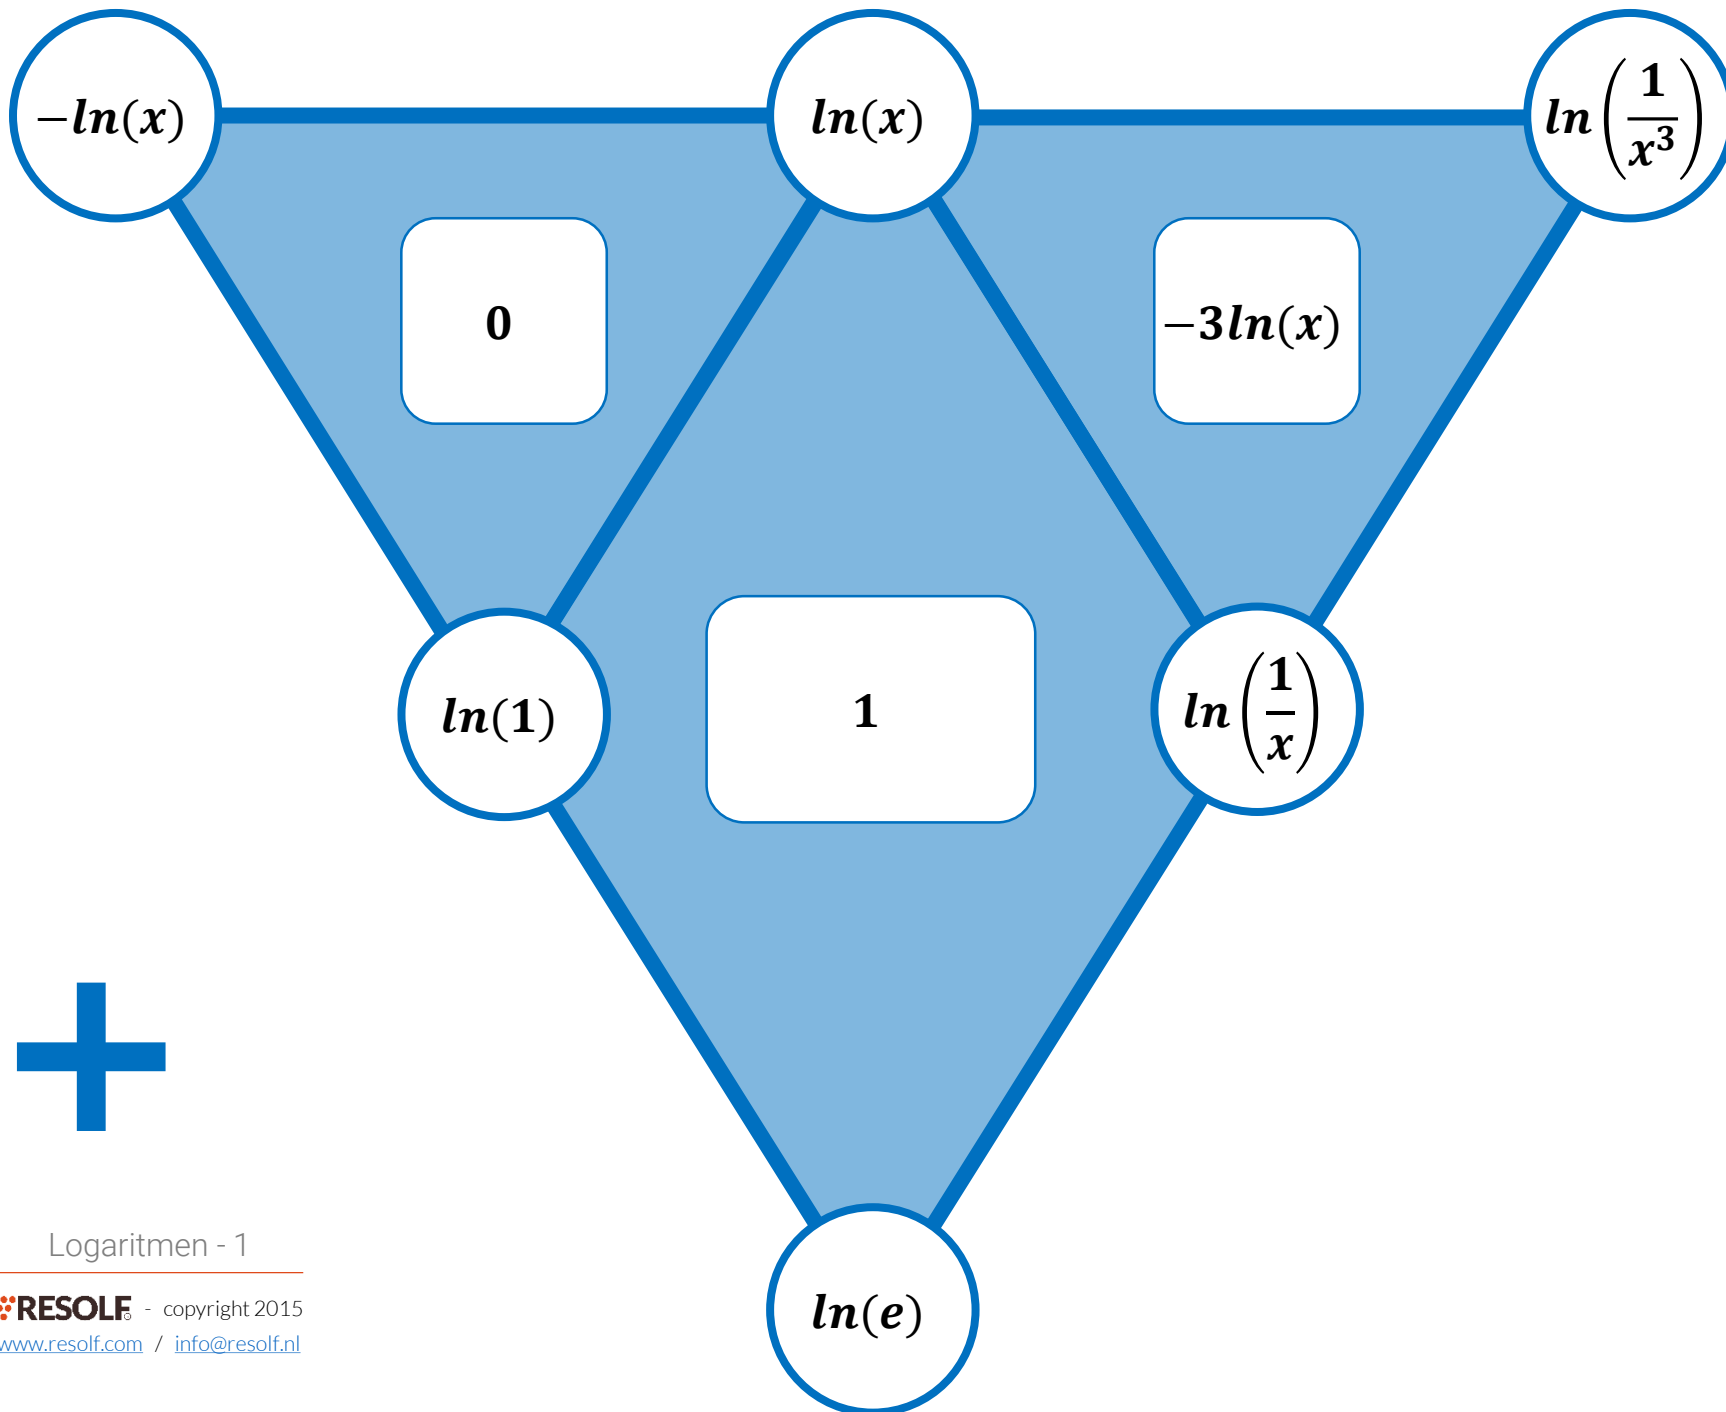 −ln(x)
ln(x)
ln(1/x³)
0
−3ln(x)
ln(1)
1
ln(1/x)
ln(e)
Logaritmen - 1
RESOLF - copyright 2015
www.resolf.com / info@resolf.nl